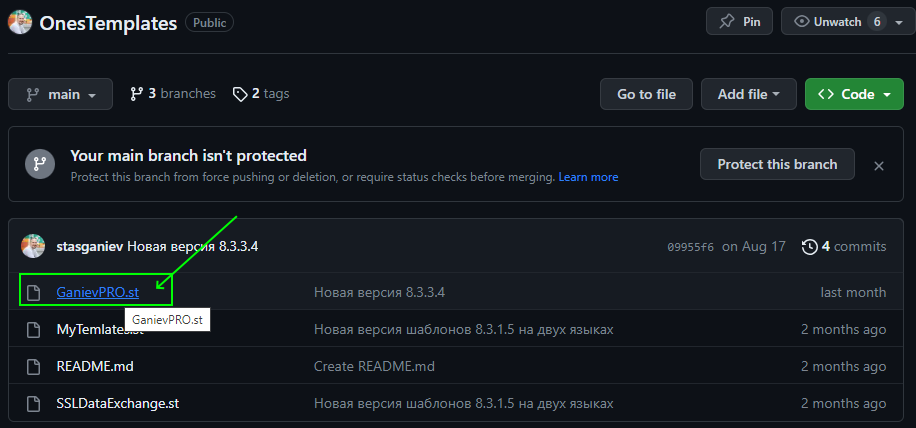 OnesTemplates Public Pin Unwatch 6
main 3 branches 2 tags Go to file Add file Code
Your main branch isn't protected
Protect this branch from force pushing or deletion, or require status checks before merging. Learn more
Protect this branch
stasganiev Новая версия 8.3.3.4 09955f6 on Aug 17 4 commits
GanievPRO.st Новая версия 8.3.3.4 last month
GanievPRO.st
MyTemlates.st Новая версия шаблонов 8.3.1.5 на двух языках 2 months ago
README.md Create README.md 2 months ago
SSLDataExchange.st Новая версия шаблонов 8.3.1.5 на двух языках 2 months ago